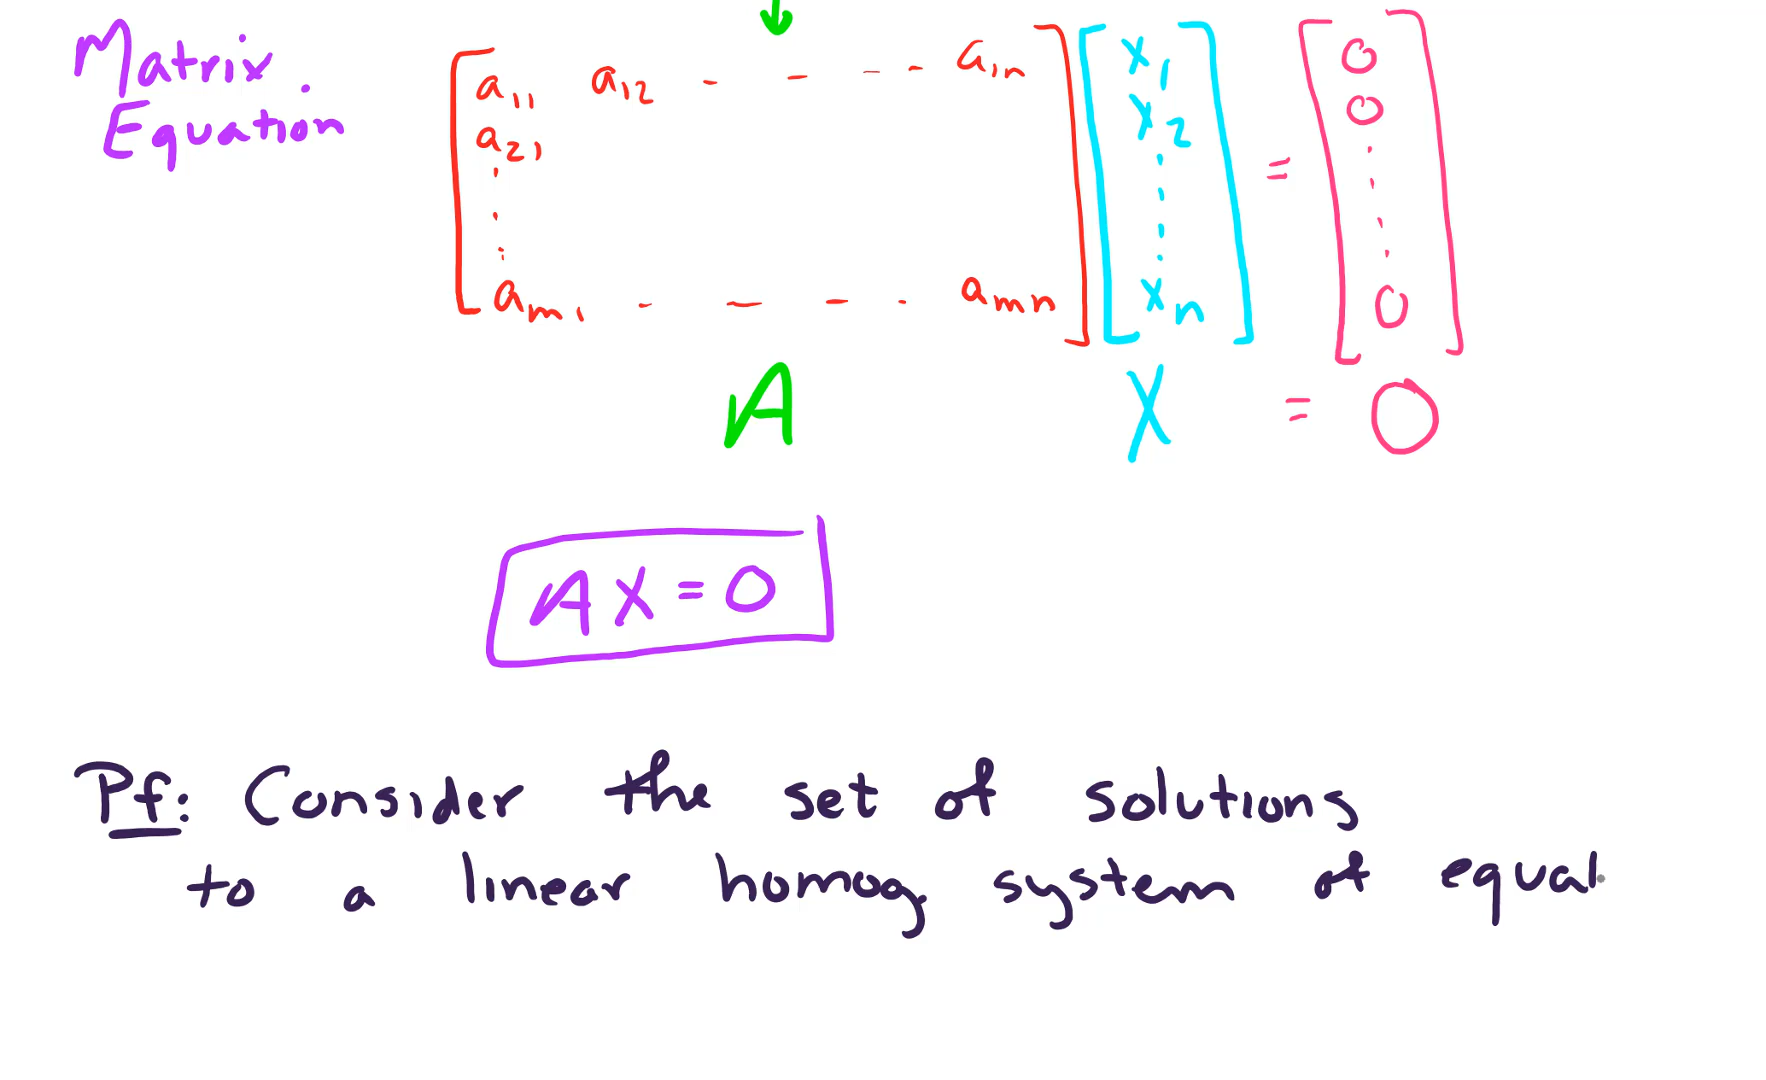 Matrix
Equation
a11 a12 - - - - a1n x1 0
a21 x2 = 0
am1 - - - - amn xn 0
A X = 0
AX = 0
Pf: Consider the set of solutions
to a linear homog. system of equat